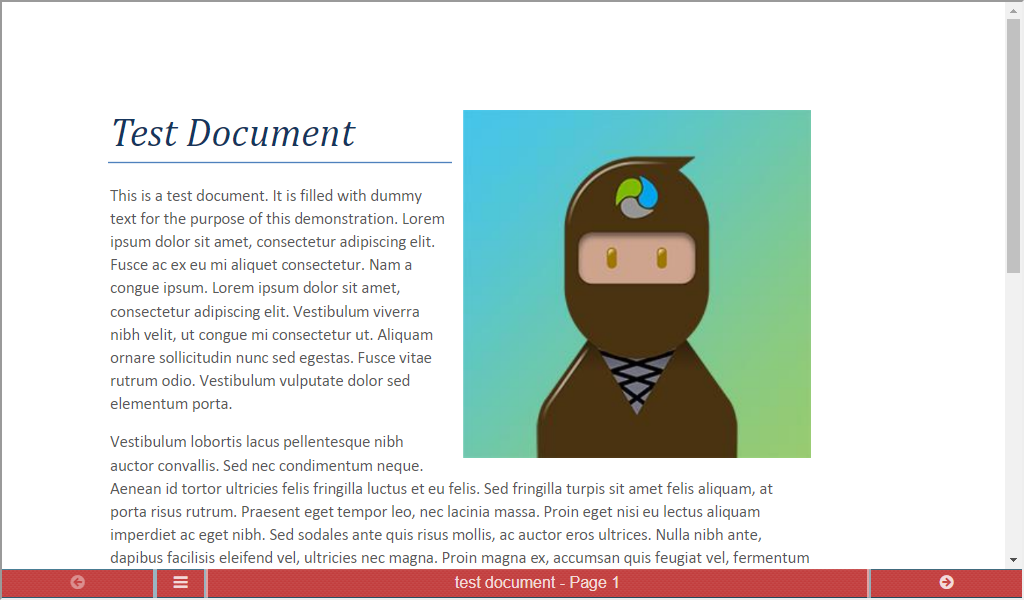 Test Document
This is a test document. It is filled with dummy
text for the purpose of this demonstration. Lorem
ipsum dolor sit amet, consectetur adipiscing elit.
Fusce ac ex eu mi aliquet consectetur. Nam a
congue ipsum. Lorem ipsum dolor sit amet,
consectetur adipiscing elit. Vestibulum viverra
nibh velit, ut congue mi consectetur ut. Aliquam
ornare sollicitudin nunc sed egestas. Fusce vitae
rutrum odio. Vestibulum vulputate dolor sed
elementum porta.
Vestibulum lobortis lacus pellentesque nibh
auctor convallis. Sed nec condimentum neque.
Aenean id tortor ultricies felis fringilla luctus et eu felis. Sed fringilla turpis sit amet felis aliquam, at
porta risus rutrum. Praesent eget tempor leo, nec lacinia massa. Proin eget nisi eu lectus aliquam
imperdiet ac eget nibh. Sed sodales ante quis risus mollis, ac auctor eros ultrices. Nulla nibh ante,
dapibus facilisis eleifend vel, ultricies nec magna. Proin magna ex, accumsan quis feugiat vel, fermentum
test document - Page 1